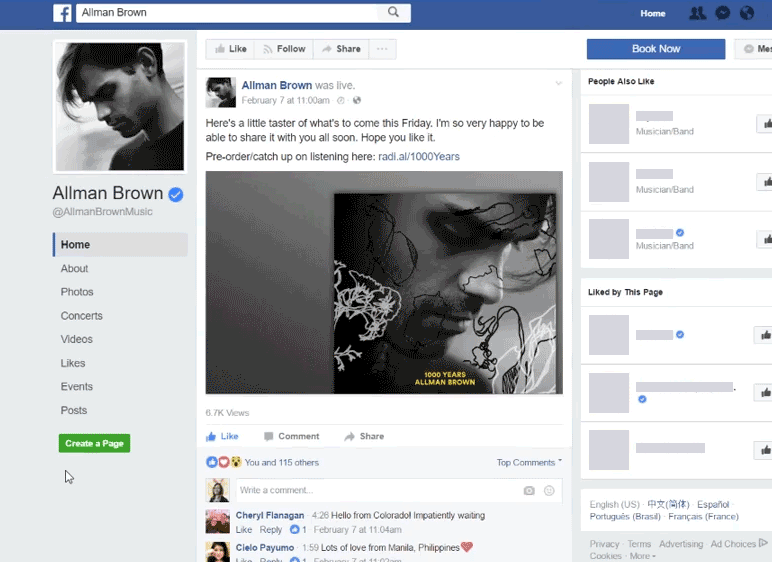 f
Allman Brown
Home
Like
Follow
Share
Book Now
Allman Brown
@AllmanBrownMusic
Home
About
Photos
Concerts
Videos
Likes
Events
Posts
Create a Page
Allman Brown was live.
February 7 at 11:00am
Here's a little taster of what's to come this Friday. I'm so very happy to be
able to share it with you all soon. Hope you like it.
Pre-order/catch up on listening here: radi.al/1000Years
1000 YEARS
ALLMAN BROWN
6.7K Views
Like Comment Share
You and 115 others
Top Comments
Write a comment...
Cheryl Flanagan · 4:26 Hello from Colorado! Impatiently waiting
Like · Reply · 1 · February 7 at 11:04am
Cielo Payumo · 1:59 Lots of love from Manila, Philippines
People Also Like
Musician/Band
Musician/Band
Musician/Band
Liked by This Page
English (US) · 中文(简体) · Español ·
Português (Brasil) · Français (France)
Privacy · Terms · Advertising · Ad Choices
Cookies · More